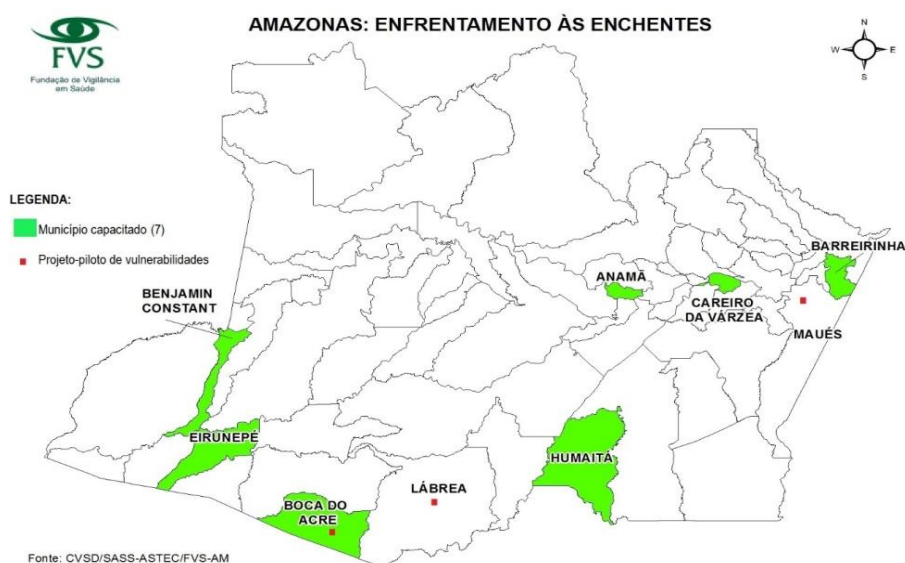 AMAZONAS: ENFRENTAMENTO ÀS ENCHENTES
FVS
Fundação de Vigilância
em Saúde
N
W
E
S
LEGENDA:
Município capacitado (7)
Projeto-piloto de vulnerabilidades
BENJAMIN
CONSTANT
BARREIRINHA
ANAMÃ
CAREIRO
DA VÁRZEA
MAUÉS
EIRUNEPÉ
HUMAITÁ
LÁBREA
BOCA DO
ACRE
Fonte: CVSD/SASS-ASTEC/FVS-AM